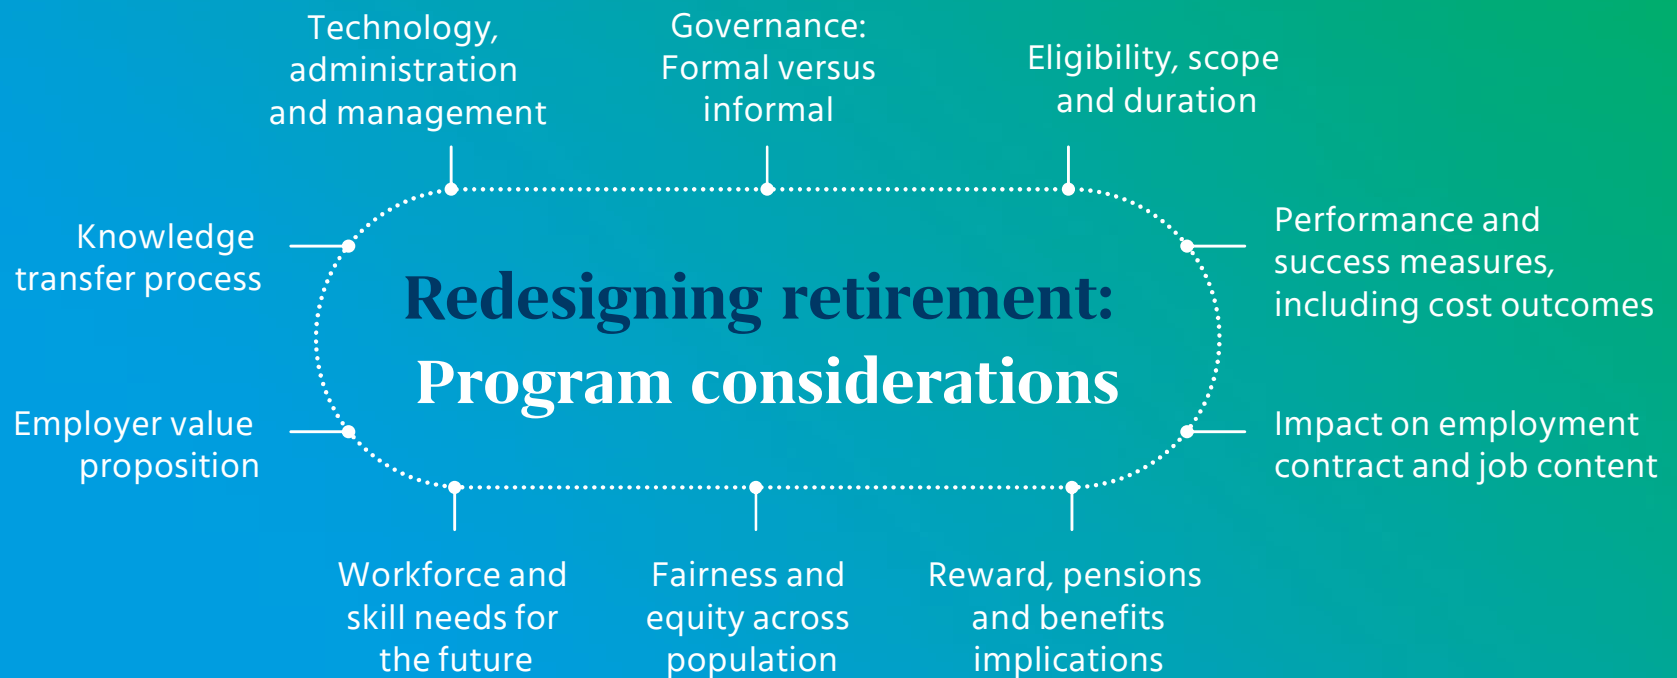 Technology,
administration
and management
Governance:
Formal versus
informal
Eligibility, scope
and duration
Knowledge
transfer process
Performance and
success measures,
including cost outcomes
Redesigning retirement:
Program considerations
Employer value
proposition
Impact on employment
contract and job content
Workforce and
skill needs for
the future
Fairness and
equity across
population
Reward, pensions
and benefits
implications